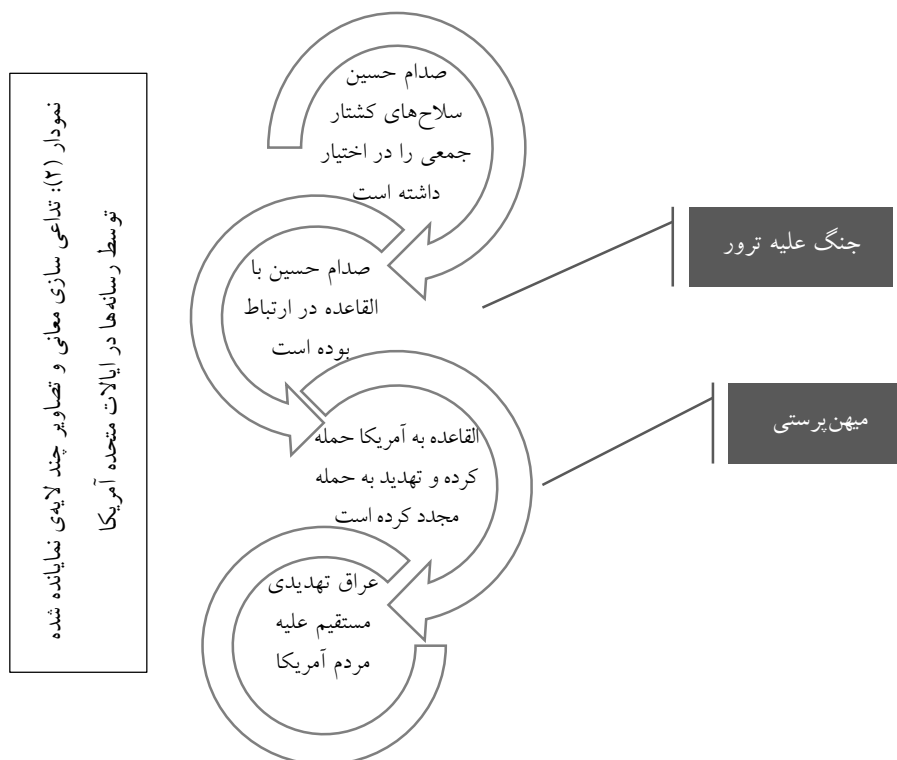 صدام حسین
سلاح‌های کشتار
جمعی را در اختیار
داشته است
صدام حسین با
القاعده در ارتباط
بوده است
القاعده به آمریکا حمله
کرده و تهدید به حمله
مجدد کرده است
عراق تهدیدی
مستقیم علیه
مردم آمریکا
جنگ علیه ترور
میهن‌پرستی
نمودار (۲): تداعی سازی معانی و تصاویر چند لایه‌ی نمایانده شده
توسط رسانه‌ها در ایالات متحده آمریکا